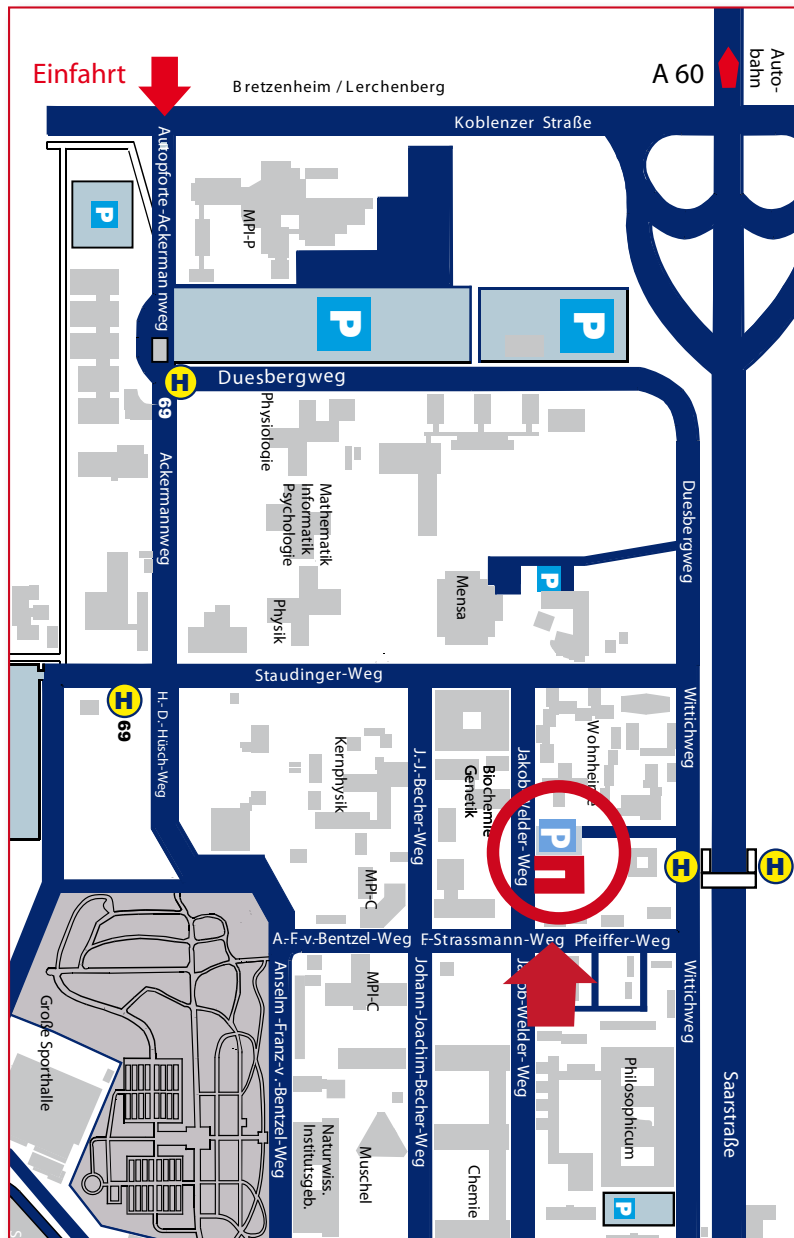 Einfahrt
Bretzenheim / Lerchenberg
A 60
Auto-
bahn
Koblenzer Straße
Autopforte-Ackermannweg
P
MPI-P
P
P
H
69
Duesbergweg
Physiologie
Ackermannweg
Mathematik
Informatik
Psychologie
Duesbergweg
Mensa
P
Physik
Staudinger-Weg
H
69
H.-D.-Hüsch-Weg
Kernphysik
J.-J.-Becher-Weg
Biochemie
Genetik
Jakob-Welder-Weg
Wohnheime
Wittichweg
P
H
H
MPI-C
A.-F.-v.-Bentzel-Weg
F-Strassmann-Weg
Pfeiffer-Weg
Anselm-Franz-v.-Bentzel-Weg
MPI-C
Johann-Joachim-Becher-Weg
Jakob-Welder-Weg
Wittichweg
Große Sporthalle
Philosophicum
Saarstraße
Naturwiss.
Institutsgeb.
Muschel
Chemie
P